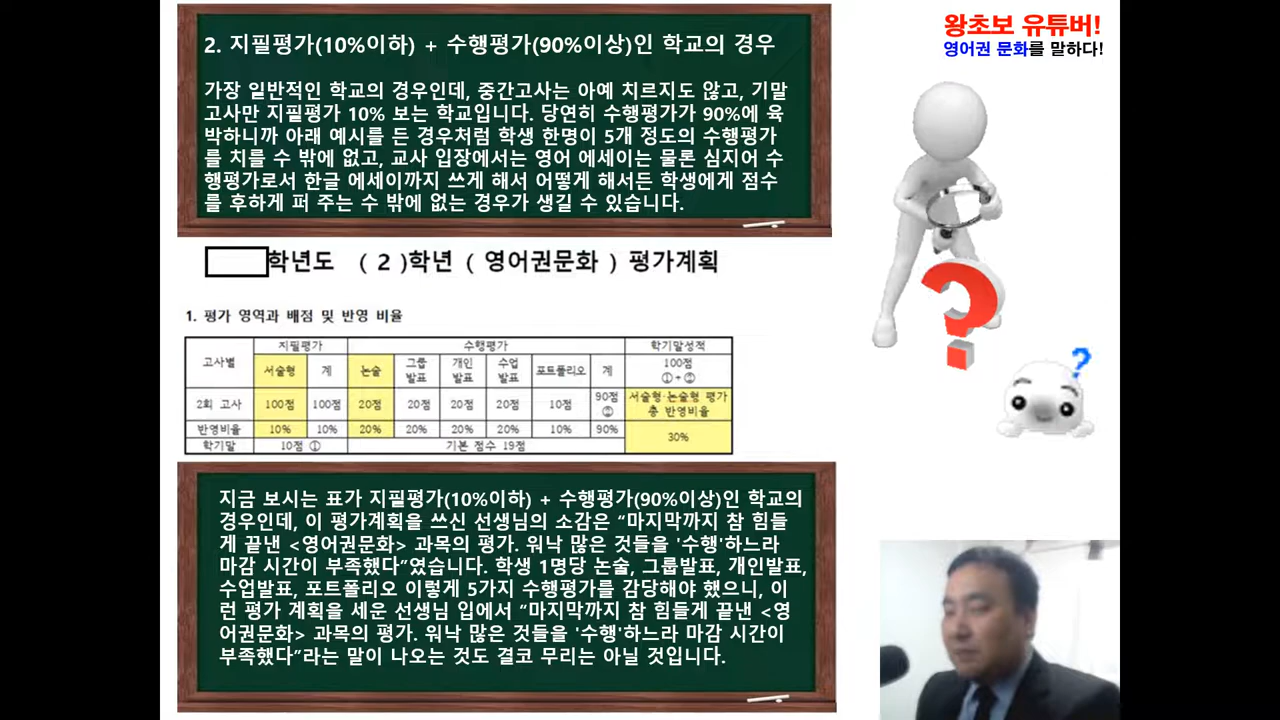 왕초보 유튜버!
영어권 문화를 말하다!
2. 지필평가(10%이하) + 수행평가(90%이상)인 학교의 경우
가장 일반적인 학교의 경우인데, 중간고사는 아예 치르지도 않고, 기말
고사만 지필평가 10% 보는 학교입니다. 당연히 수행평가가 90%에 육
박하니까 아래 예시를 든 경우처럼 학생 한명이 5개 정도의 수행평가
를 치를 수 밖에 없고, 교사 입장에서는 영어 에세이는 물론 심지어 수
행평가로서 한글 에세이까지 쓰게 해서 어떻게 해서든 학생에게 점수
를 후하게 퍼 주는 수 밖에 없는 경우가 생길 수 있습니다.
학년도 ( 2 )학년 ( 영어권문화 ) 평가계획
1. 평가 영역과 배점 및 반영 비율
고사별 지필평가 수행평가 학기말성적
서술형 계 논술 그룹 발표 개인 발표 수업 발표 포트폴리오 계 100점 ①+②
2회 고사 100점 100점 20점 20점 20점 20점 10점 90점 ② 서술형·논술형 평가 총 반영비율
반영비율 10% 10% 20% 20% 20% 20% 10% 90% 30%
학기말 10점 ① 기본 점수 19점
지금 보시는 표가 지필평가(10%이하) + 수행평가(90%이상)인 학교의
경우인데, 이 평가계획을 쓰신 선생님의 소감은 “마지막까지 참 힘들
게 끝낸 <영어권문화> 과목의 평가. 워낙 많은 것들을 '수행'하느라
마감 시간이 부족했다”였습니다. 학생 1명당 논술, 그룹발표, 개인발표,
수업발표, 포트폴리오 이렇게 5가지 수행평가를 감당해야 했으니, 이
런 평가 계획을 세운 선생님 입에서 “마지막까지 참 힘들게 끝낸 <영
어권문화> 과목의 평가. 워낙 많은 것들을 '수행'하느라 마감 시간이
부족했다”라는 말이 나오는 것도 결코 무리는 아닐 것입니다.